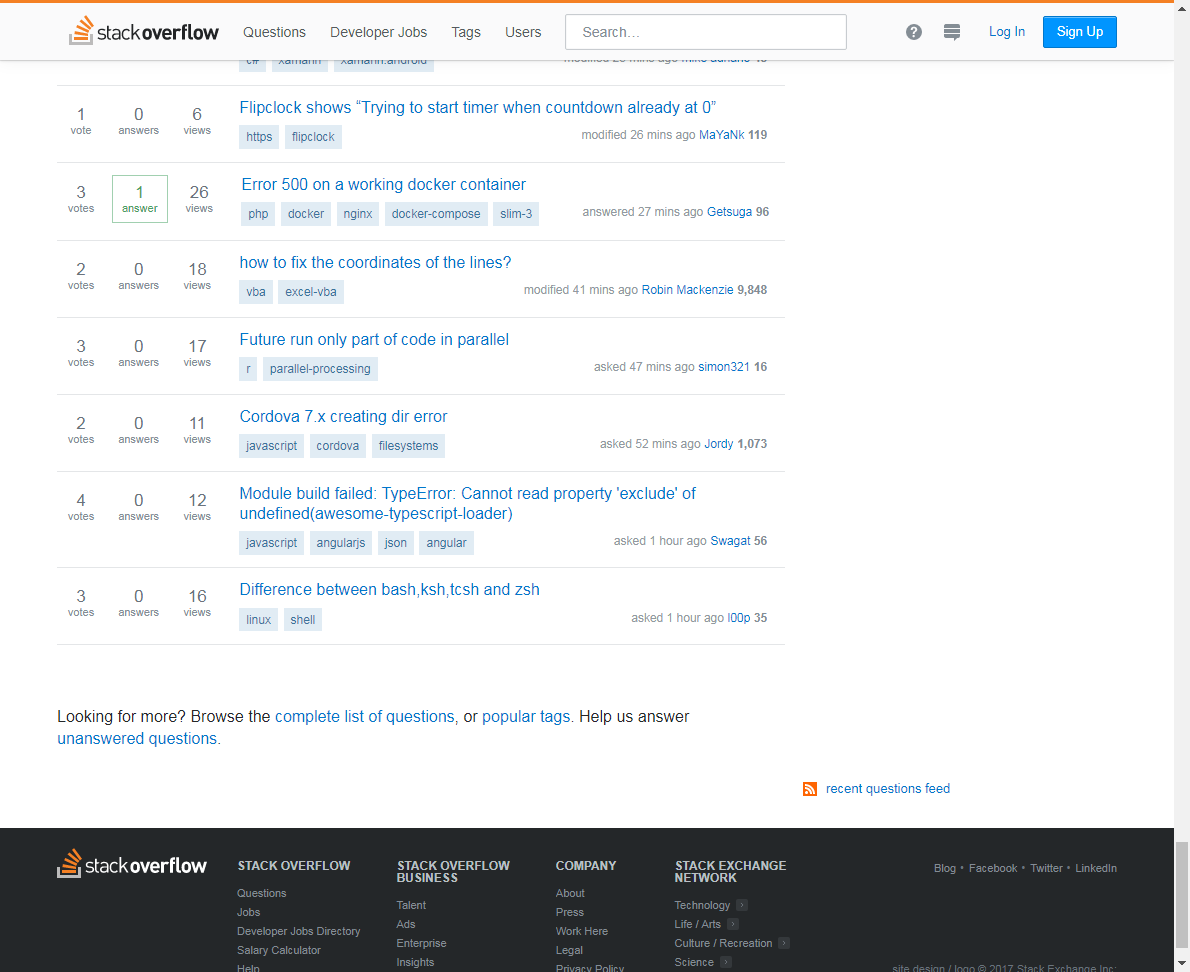 stack overflow Questions Developer Jobs Tags Users Search... ? Log In Sign Up
c# xamarin xamarin.android
1 vote 0 answers 6 views
Flipclock shows “Trying to start timer when countdown already at 0”
https flipclock
modified 26 mins ago MaYaNk 119
3 votes 1 answer 26 views
Error 500 on a working docker container
php docker nginx docker-compose slim-3
answered 27 mins ago Getsuga 96
2 votes 0 answers 18 views
how to fix the coordinates of the lines?
vba excel-vba
modified 41 mins ago Robin Mackenzie 9,848
3 votes 0 answers 17 views
Future run only part of code in parallel
r parallel-processing
asked 47 mins ago simon321 16
2 votes 0 answers 11 views
Cordova 7.x creating dir error
javascript cordova filesystems
asked 52 mins ago Jordy 1,073
4 votes 0 answers 12 views
Module build failed: TypeError: Cannot read property 'exclude' of
undefined(awesome-typescript-loader)
javascript angularjs json angular
asked 1 hour ago Swagat 56
3 votes 0 answers 16 views
Difference between bash,ksh,tcsh and zsh
linux shell
asked 1 hour ago l00p 35
Looking for more? Browse the complete list of questions, or popular tags. Help us answer
unanswered questions.
recent questions feed
stack overflow
STACK OVERFLOW
Questions
Jobs
Developer Jobs Directory
Salary Calculator
Help
STACK OVERFLOW
BUSINESS
Talent
Ads
Enterprise
Insights
COMPANY
About
Press
Work Here
Legal
Privacy Policy
STACK EXCHANGE
NETWORK
Technology
Life / Arts
Culture / Recreation
Science
Blog • Facebook • Twitter • LinkedIn
site design / logo © 2017 Stack Exchange Inc;